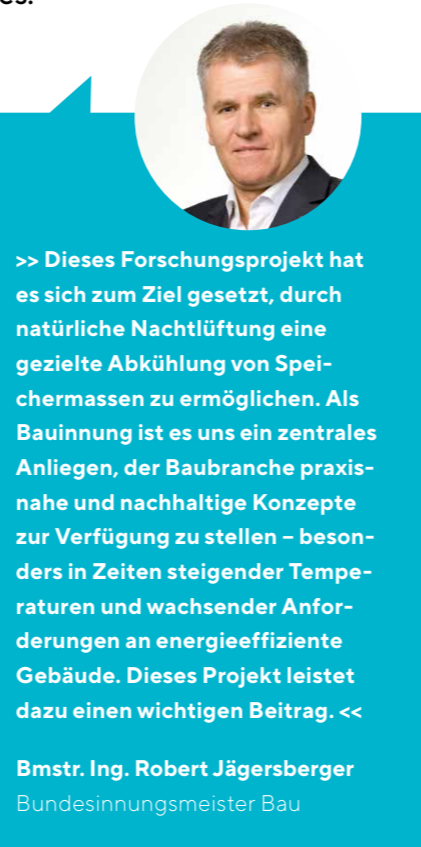 es.
>> Dieses Forschungsprojekt hat
es sich zum Ziel gesetzt, durch
natürliche Nachtlüftung eine
gezielte Abkühlung von Spei-
chermassen zu ermöglichen. Als
Bauinnung ist es uns ein zentrales
Anliegen, der Baubranche praxis-
nahe und nachhaltige Konzepte
zur Verfügung zu stellen – beson-
ders in Zeiten steigender Tempe-
raturen und wachsender Anfor-
derungen an energieeffiziente
Gebäude. Dieses Projekt leistet
dazu einen wichtigen Beitrag. <<
Bmstr. Ing. Robert Jägersberger
Bundesinnungsmeister Bau